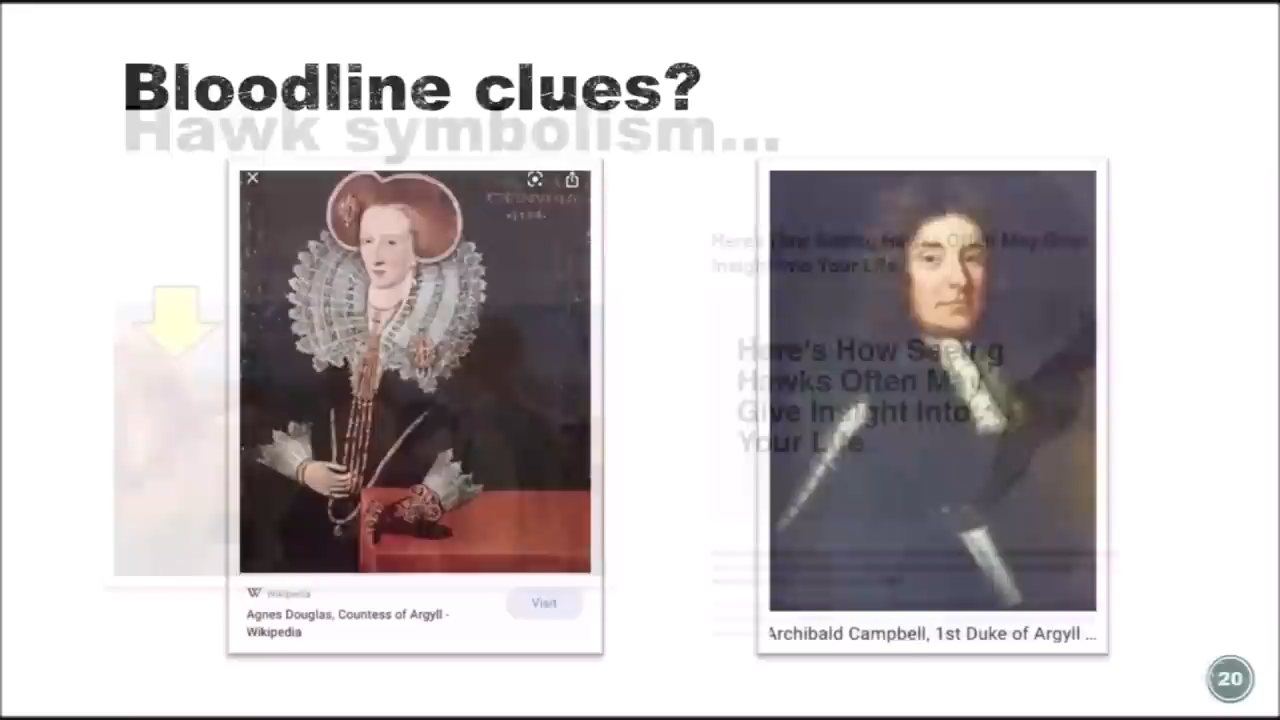 Bloodline clues?
Hawk symbolism...
Here's How Seeing Hawks Often May Give
Insight Into Your Life
Here's How Seeing
Hawks Often May
Give Insight Into
Your Life
Wikipedia
Agnes Douglas, Countess of Argyll -
Wikipedia
Visit
Archibald Campbell, 1st Duke of Argyll ...
20